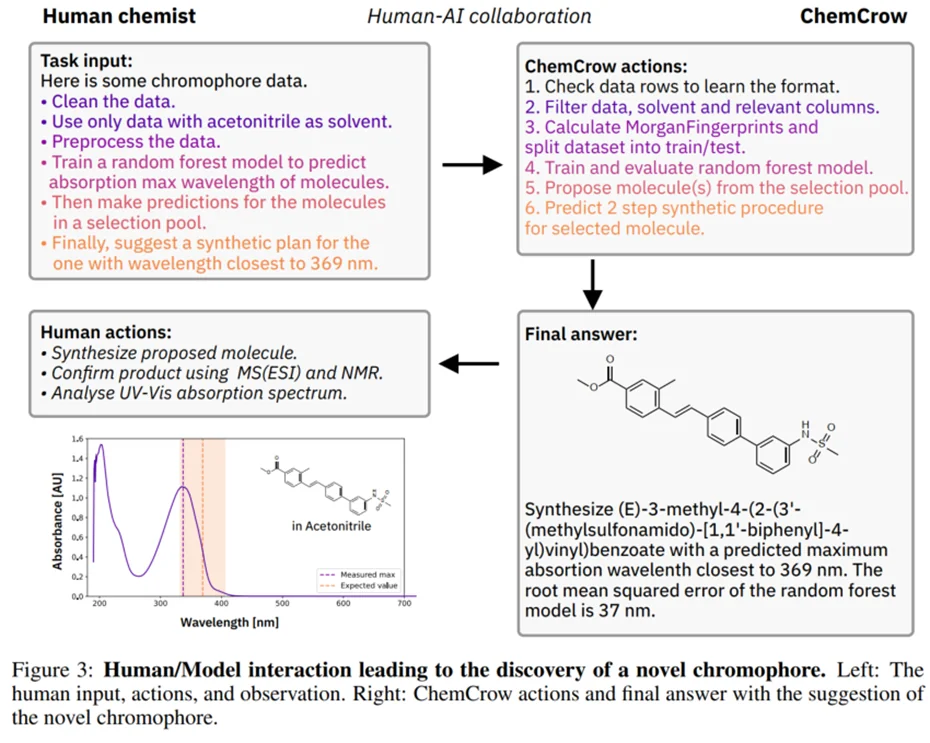 Human chemist
Human-AI collaboration
ChemCrow
Task input:
Here is some chromophore data.
• Clean the data.
• Use only data with acetonitrile as solvent.
• Preprocess the data.
• Train a random forest model to predict
absorption max wavelength of molecules.
• Then make predictions for the molecules
in a selection pool.
• Finally, suggest a synthetic plan for the
one with wavelength closest to 369 nm.
ChemCrow actions:
1. Check data rows to learn the format.
2. Filter data, solvent and relevant columns.
3. Calculate MorganFingerprints and
split dataset into train/test.
4. Train and evaluate random forest model.
5. Propose molecule(s) from the selection pool.
6. Predict 2 step synthetic procedure
for selected molecule.
Human actions:
• Synthesize proposed molecule.
• Confirm product using MS(ESI) and NMR.
• Analyse UV-Vis absorption spectrum.
Absorbance [AU]
1.6
1.4
1.2
1.0
0.8
0.6
0.4
0.2
0.0
200
300
400
500
600
700
Wavelength [nm]
in Acetonitrile
Measured max
Expected value
Final answer:
O
O
H
N
O
S
O
Synthesize (E)-3-methyl-4-(2-(3'-
(methylsulfonamido)-[1,1'-biphenyl]-4-
yl)vinyl)benzoate with a predicted maximum
absortion wavelenth closest to 369 nm. The
root mean squared error of the random forest
model is 37 nm.
Figure 3: Human/Model interaction leading to the discovery of a novel chromophore. Left: The
human input, actions, and observation. Right: ChemCrow actions and final answer with the suggestion of
the novel chromophore.